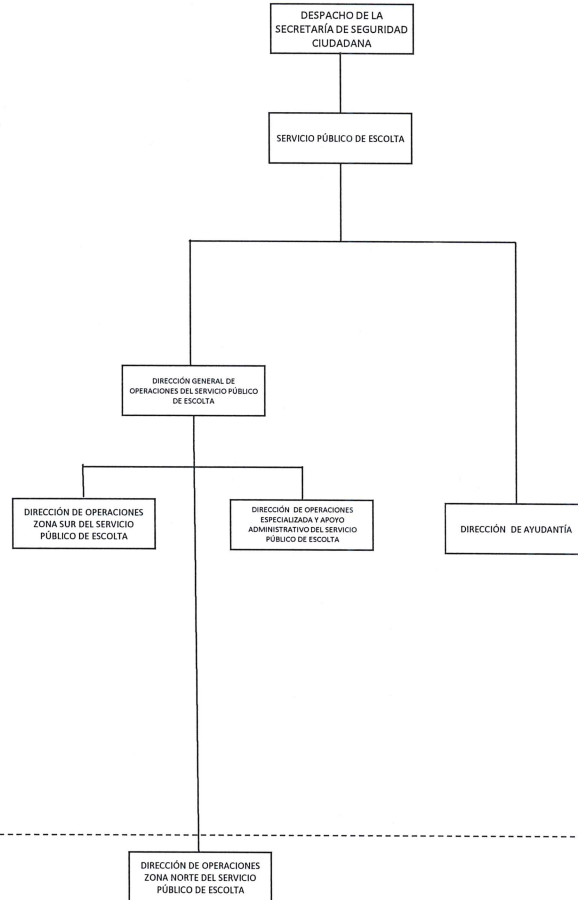 DESPACHO DE LA
SECRETARÍA DE SEGURIDAD
CIUDADANA
SERVICIO PÚBLICO DE ESCOLTA
DIRECCIÓN GENERAL DE
OPERACIONES DEL SERVICIO PÚBLICO
DE ESCOLTA
DIRECCIÓN DE OPERACIONES
ZONA SUR DEL SERVICIO
PÚBLICO DE ESCOLTA
DIRECCIÓN DE OPERACIONES
ESPECIALIZADA Y APOYO
ADMINISTRATIVO DEL SERVICIO
PÚBLICO DE ESCOLTA
DIRECCIÓN DE AYUDANTÍA
DIRECCIÓN DE OPERACIONES
ZONA NORTE DEL SERVICIO
PÚBLICO DE ESCOLTA